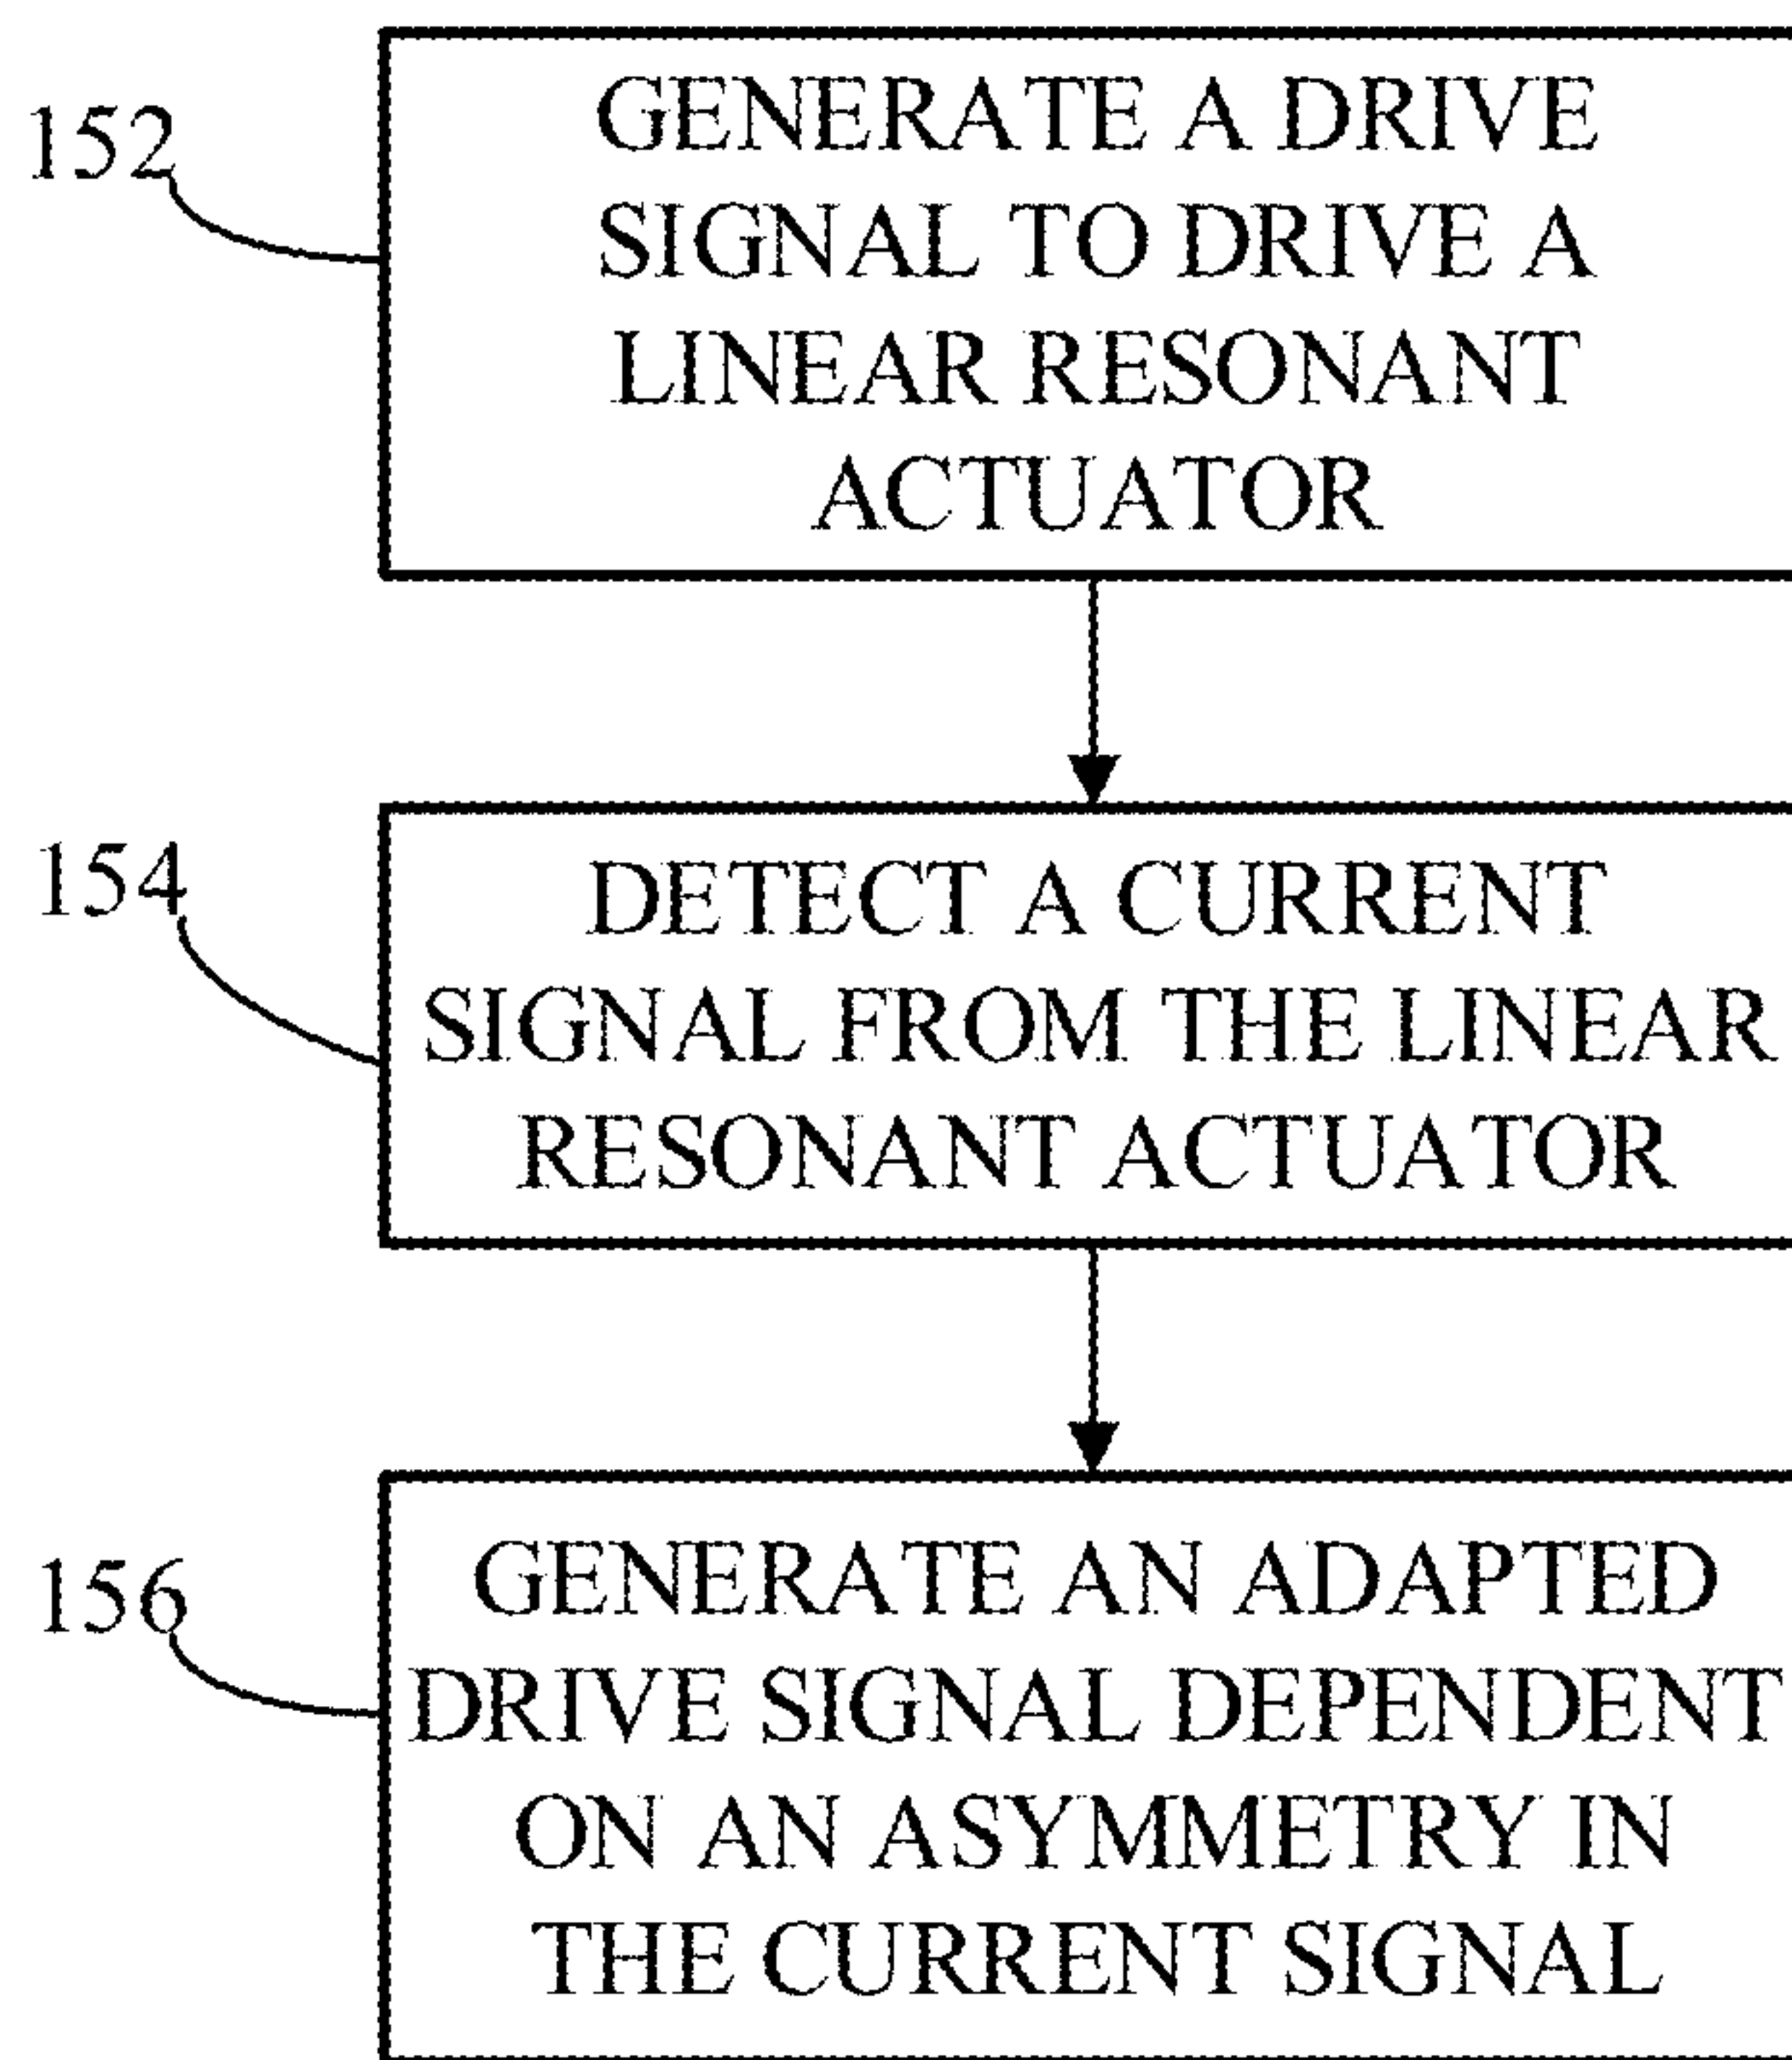 152
GENERATE A DRIVE
SIGNAL TO DRIVE A
LINEAR RESONANT
ACTUATOR
154
DETECT A CURRENT
SIGNAL FROM THE LINEAR
RESONANT ACTUATOR
156
GENERATE AN ADAPTED
DRIVE SIGNAL DEPENDENT
ON AN ASYMMETRY IN
THE CURRENT SIGNAL